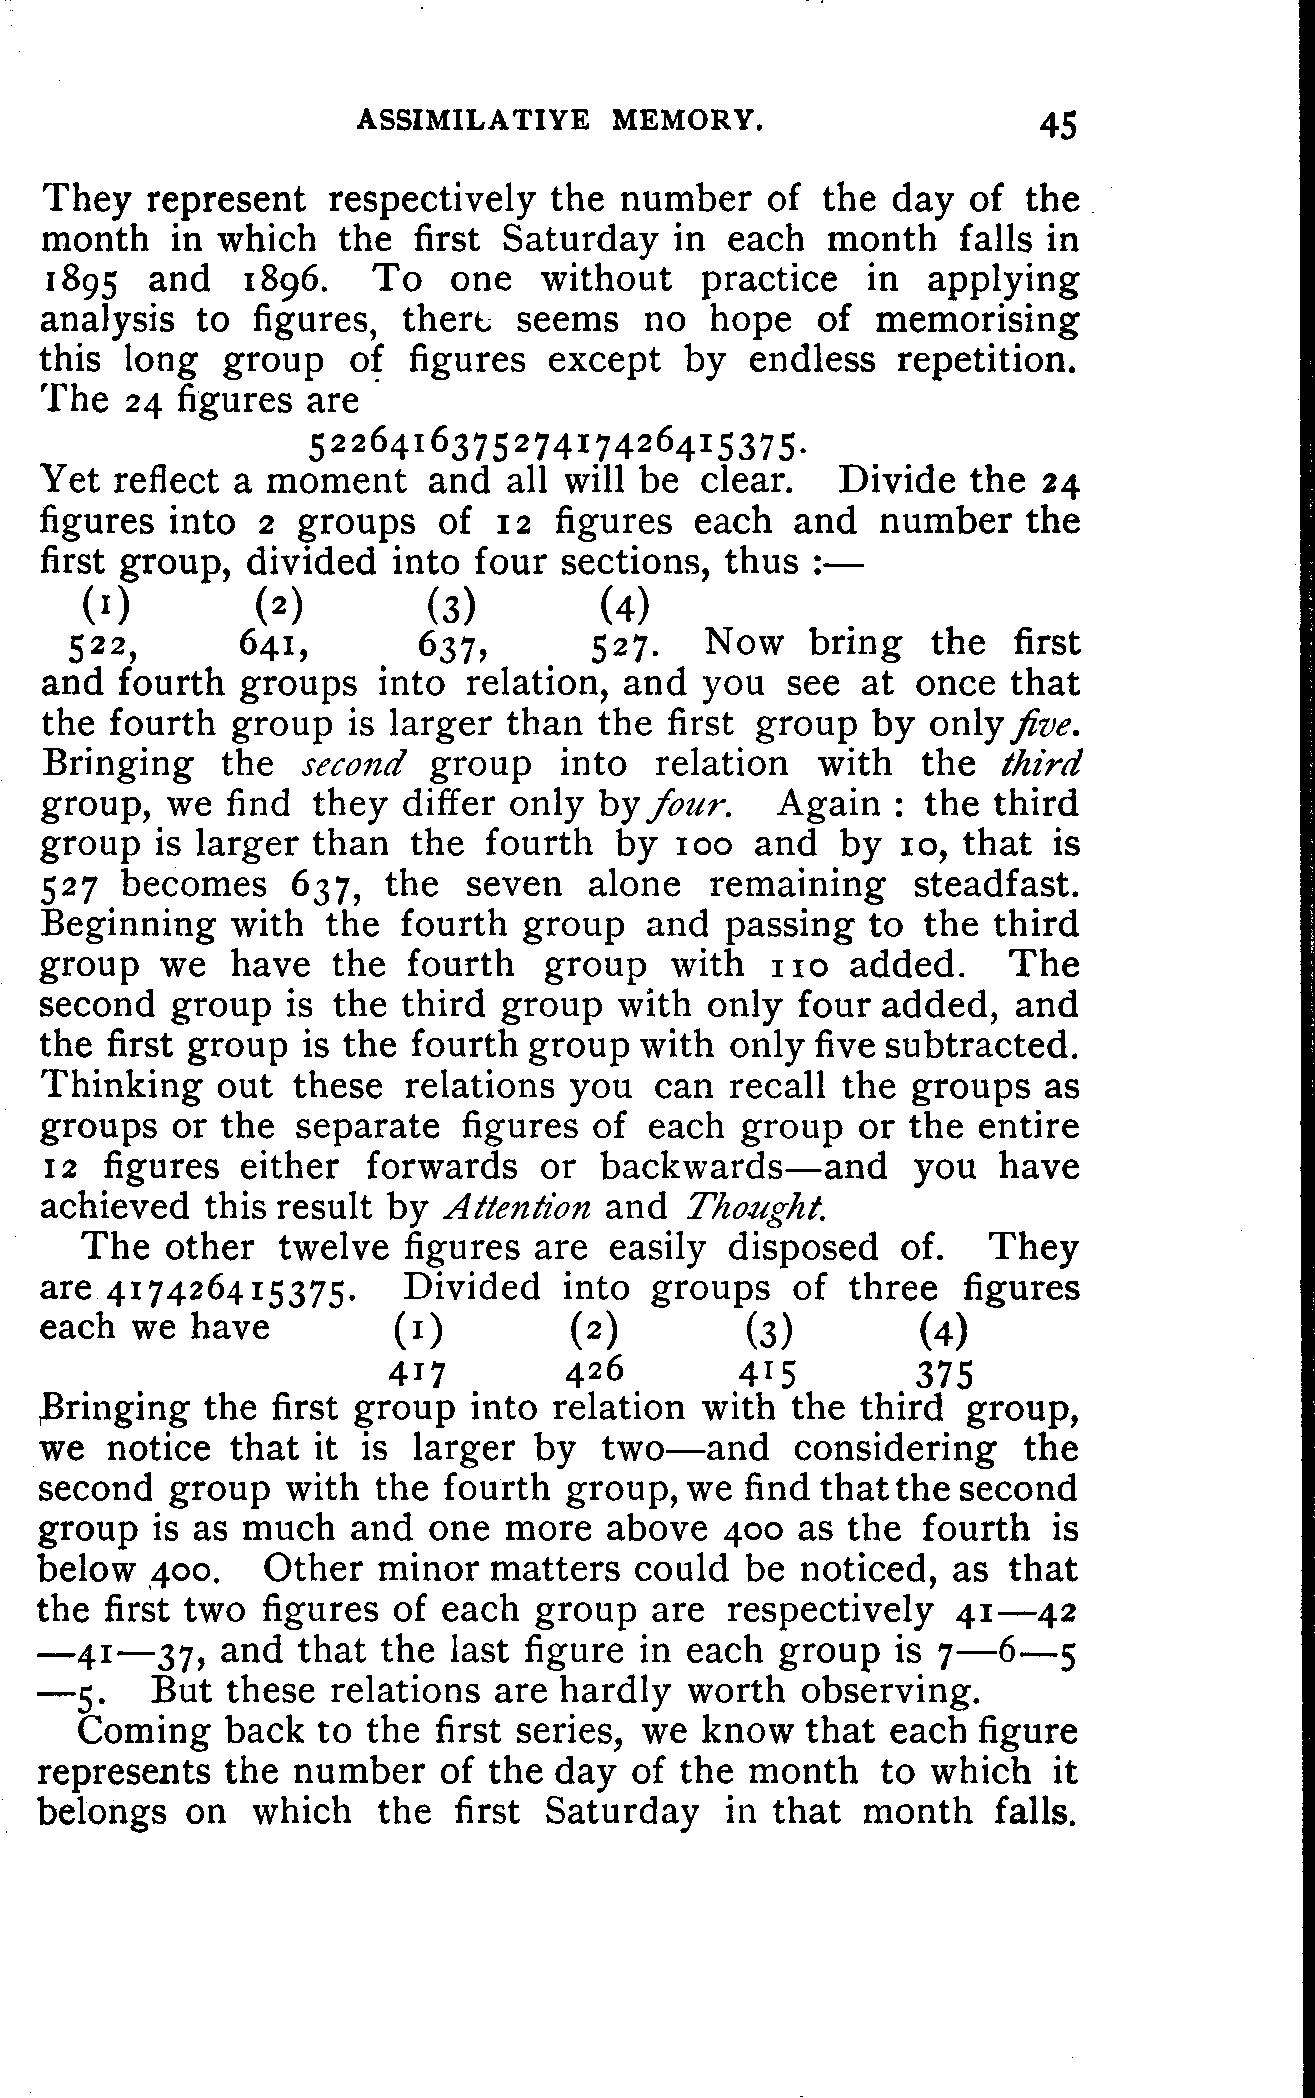 ASSIMILATIVE MEMORY. 45
They represent respectively the number of the day of the
month in which the first Saturday in each month falls in
1895 and 1896. To one without practice in applying
analysis to figures, there seems no hope of memorising
this long group of figures except by endless repetition.
The 24 figures are
522641637527417426415375.
Yet reflect a moment and all will be clear. Divide the 24
figures into 2 groups of 12 figures each and number the
first group, divided into four sections, thus :—
(1) (2) (3) (4)
522, 641, 637, 527. Now bring the first
and fourth groups into relation, and you see at once that
the fourth group is larger than the first group by only five.
Bringing the second group into relation with the third
group, we find they differ only by four. Again : the third
group is larger than the fourth by 100 and by 10, that is
527 becomes 637, the seven alone remaining steadfast.
Beginning with the fourth group and passing to the third
group we have the fourth group with 110 added. The
second group is the third group with only four added, and
the first group is the fourth group with only five subtracted.
Thinking out these relations you can recall the groups as
groups or the separate figures of each group or the entire
12 figures either forwards or backwards—and you have
achieved this result by Attention and Thought.
The other twelve figures are easily disposed of. They
are 417426415375. Divided into groups of three figures
each we have (1) (2) (3) (4)
417 426 415 375
Bringing the first group into relation with the third group,
we notice that it is larger by two—and considering the
second group with the fourth group, we find that the second
group is as much and one more above 400 as the fourth is
below 400. Other minor matters could be noticed, as that
the first two figures of each group are respectively 41—42
—41—37, and that the last figure in each group is 7—6—5
—5. But these relations are hardly worth observing.
Coming back to the first series, we know that each figure
represents the number of the day of the month to which it
belongs on which the first Saturday in that month falls.